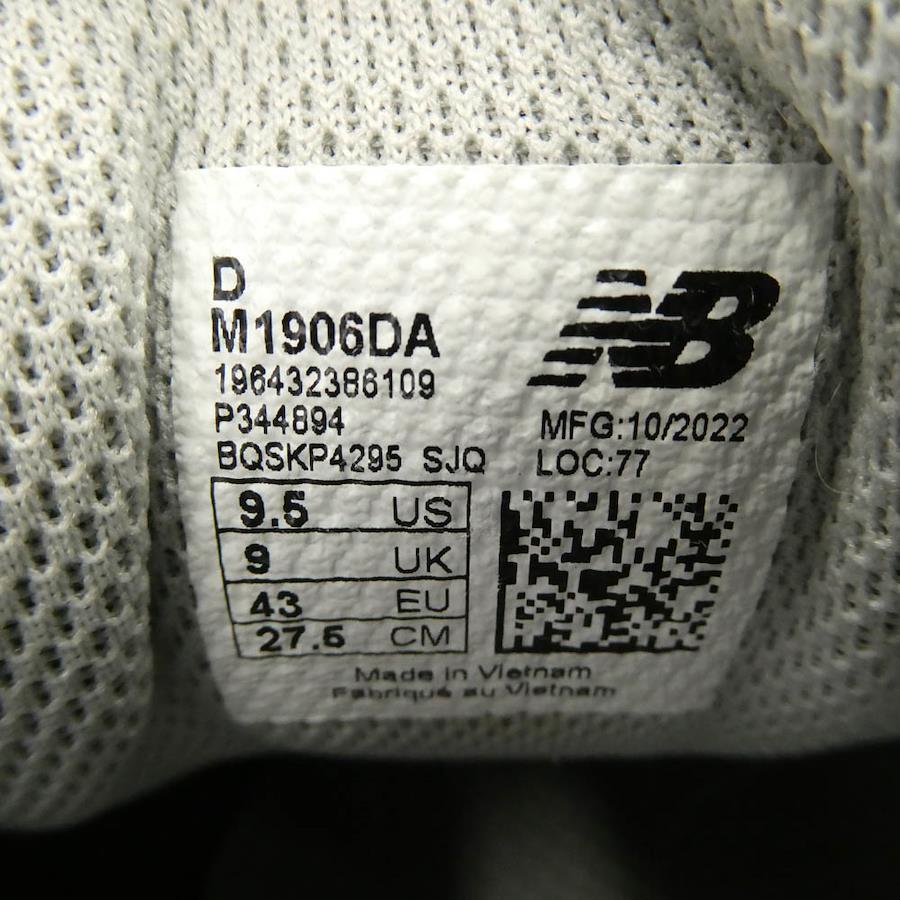 D
M1906DA
NB
196432386109
P344894
MFG:10/2022
BQSKP4295 SJQ
LOC:77
9.5 US
9 UK
43 EU
27.5 CM
Made in Vietnam
Fabriqué au Vietnam